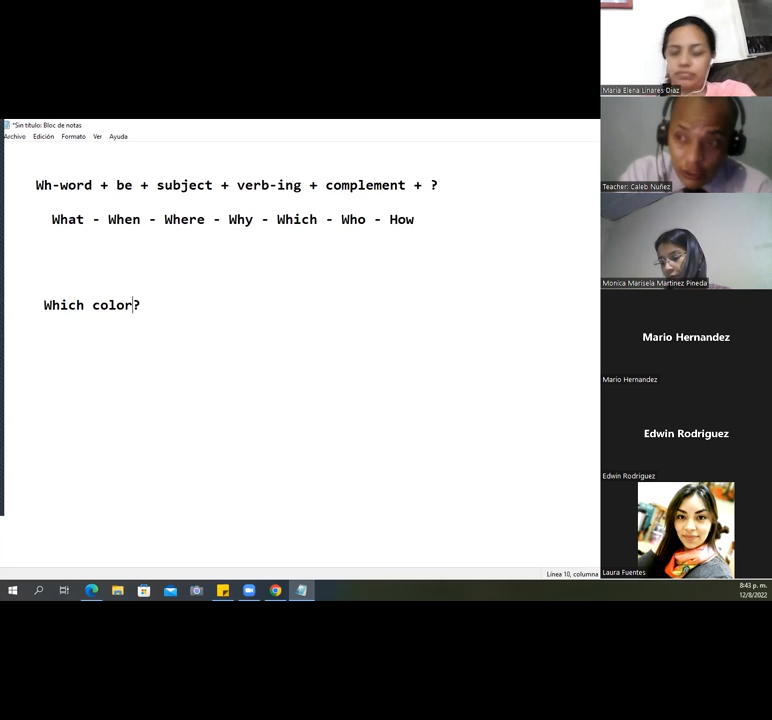 *Sin título: Bloc de notas
Archivo Edición Formato Ver Ayuda
Wh-word + be + subject + verb-ing + complement + ?
What - When - Where - Why - Which - Who - How
Which color?
Línea 10, columna
8:43 p. m.
12/8/2022
Maria Elena Linares Diaz
Teacher: Caleb Nuñez
Monica Marisela Martinez Pineda
Mario Hernandez
Mario Hernandez
Edwin Rodriguez
Edwin Rodriguez
Laura Fuentes